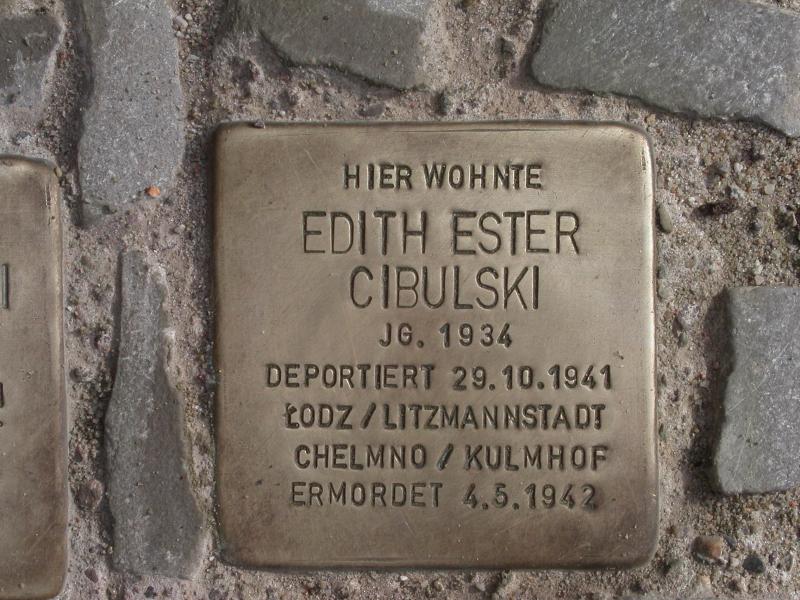 HIER WOHNTE
EDITH ESTER
CIBULSKI
JG. 1934
DEPORTIERT 29.10.1941
ŁODZ / LITZMANNSTADT
CHELMNO / KULMHOF
ERMORDET 4.5.1942